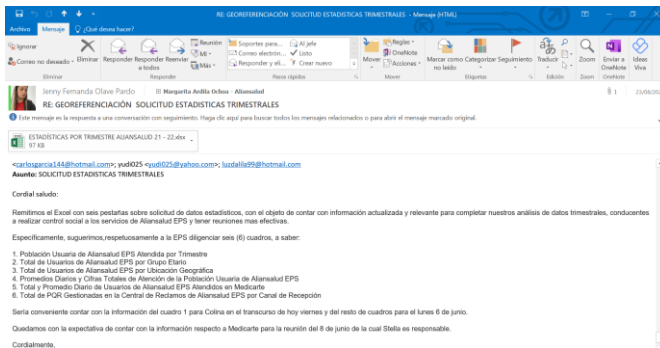 RE: GEOREFERENCIACIÓN SOLICITUD ESTADISTICAS TRIMESTRALES - Mensaje (HTML)
Archivo Mensaje ¿Qué desea hacer?
Ignorar
Correo no deseado
Eliminar
Responder
Responder a todos
Reenviar
Reunión
MI
Más
Soportes para...
Correo electrón...
Responder y eli...
Al jefe
Listo
Crear nuevo
Mover
Reglas
OneNote
Acciones
Marcar como no leído
Categorizar
Seguimiento
Traducir
Zoom
Enviar a OneNote
Ideas Viva
Eliminar Responder Pasos rápidos Mover Etiquetas Edición Zoom OneNote
Jenny Fernanda Olave Pardo Margarita Ardila Ochoa - Aliansalud
RE: GEOREFERENCIACIÓN SOLICITUD ESTADISTICAS TRIMESTRALES
Este mensaje es la respuesta a una conversación con seguimiento. Haga clic aquí para buscar todos los mensajes relacionados o para abrir el mensaje marcado original.
ESTADÍSTICAS POR TRIMESTRE ALIANSALUD 21 - 22.xlsx
97 KB
<carlosgarcia144@hotmail.com>; yudi025 <yudi025@yahoo.com>; luzdalila99@hotmail.com
Asunto: SOLICITUD ESTADISTICAS TRIMESTRALES
Cordial saludo:
Remitimos el Excel con seis pestañas sobre solicitud de datos estadísticos, con el objeto de contar con información actualizada y relevante para completar nuestros análisis de datos trimestrales, conducentes
a realizar control social a los servicios de Aliansalud EPS y tener reuniones mas efectivas.
Específicamente, suguerimos,respetuosamente a la EPS diligenciar seis (6) cuadros, a saber:
1. Población Usuaria de Aliansalud EPS Atendida por Trimestre
2. Total de Usuarios de Aliansalud EPS por Grupo Etario
3. Total de Usuarios de Aliansalud EPS por Ubicación Geográfica
4. Promedios Diarios y Cifras Totales de Atención de la Población Usuaria de Aliansalud EPS
5. Total y Promedio Diario de Usuarios de Aliansalud EPS Atendidos en Medicarte
6. Total de PQR Gestionadas en la Central de Reclamos de Aliansalud EPS por Canal de Recepción
Sería conveniente contar con la información del cuadro 1 para Colina en el transcurso de hoy viernes y del resto de cuadros para el lunes 6 de junio.
Quedamos con la expectativa de contar con la información respecto a Medicarte para la reunión del 8 de junio de la cual Stella es responsable.
Cordialmente,